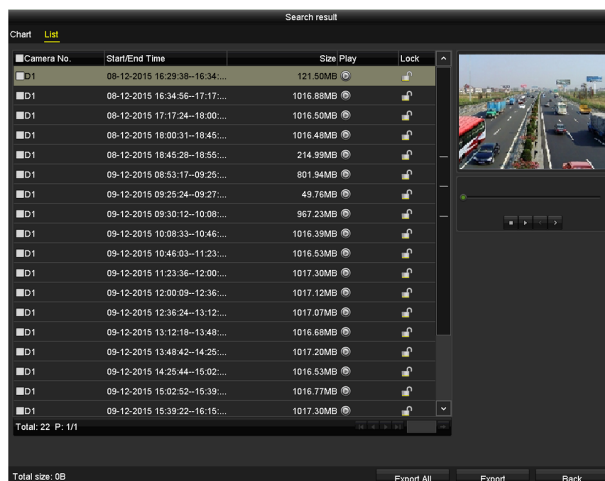 Search result
Chart List
Camera No. Start/End Time Size Play Lock
D1 08-12-2015 16:29:38--16:34:... 121.50MB
D1 08-12-2015 16:34:56--17:17:... 1016.88MB
D1 08-12-2015 17:17:24--18:00:... 1016.50MB
D1 08-12-2015 18:00:31--18:45:... 1016.48MB
D1 08-12-2015 18:45:28--18:55:... 214.99MB
D1 09-12-2015 08:53:17--09:25:... 801.94MB
D1 09-12-2015 09:25:24--09:27:... 49.76MB
D1 09-12-2015 09:30:12--10:08:... 967.23MB
D1 09-12-2015 10:08:33--10:46:... 1016.39MB
D1 09-12-2015 10:46:03--11:23:... 1016.53MB
D1 09-12-2015 11:23:36--12:00:... 1017.30MB
D1 09-12-2015 12:00:09--12:36:... 1017.12MB
D1 09-12-2015 12:36:24--13:12:... 1017.07MB
D1 09-12-2015 13:12:18--13:48:... 1016.68MB
D1 09-12-2015 13:48:42--14:25:... 1017.20MB
D1 09-12-2015 14:25:44--15:02:... 1016.53MB
D1 09-12-2015 15:02:52--15:39:... 1016.77MB
D1 09-12-2015 15:39:22--16:15:... 1017.30MB
Total: 22 P: 1/1
Total size: 0B Export All Export Back